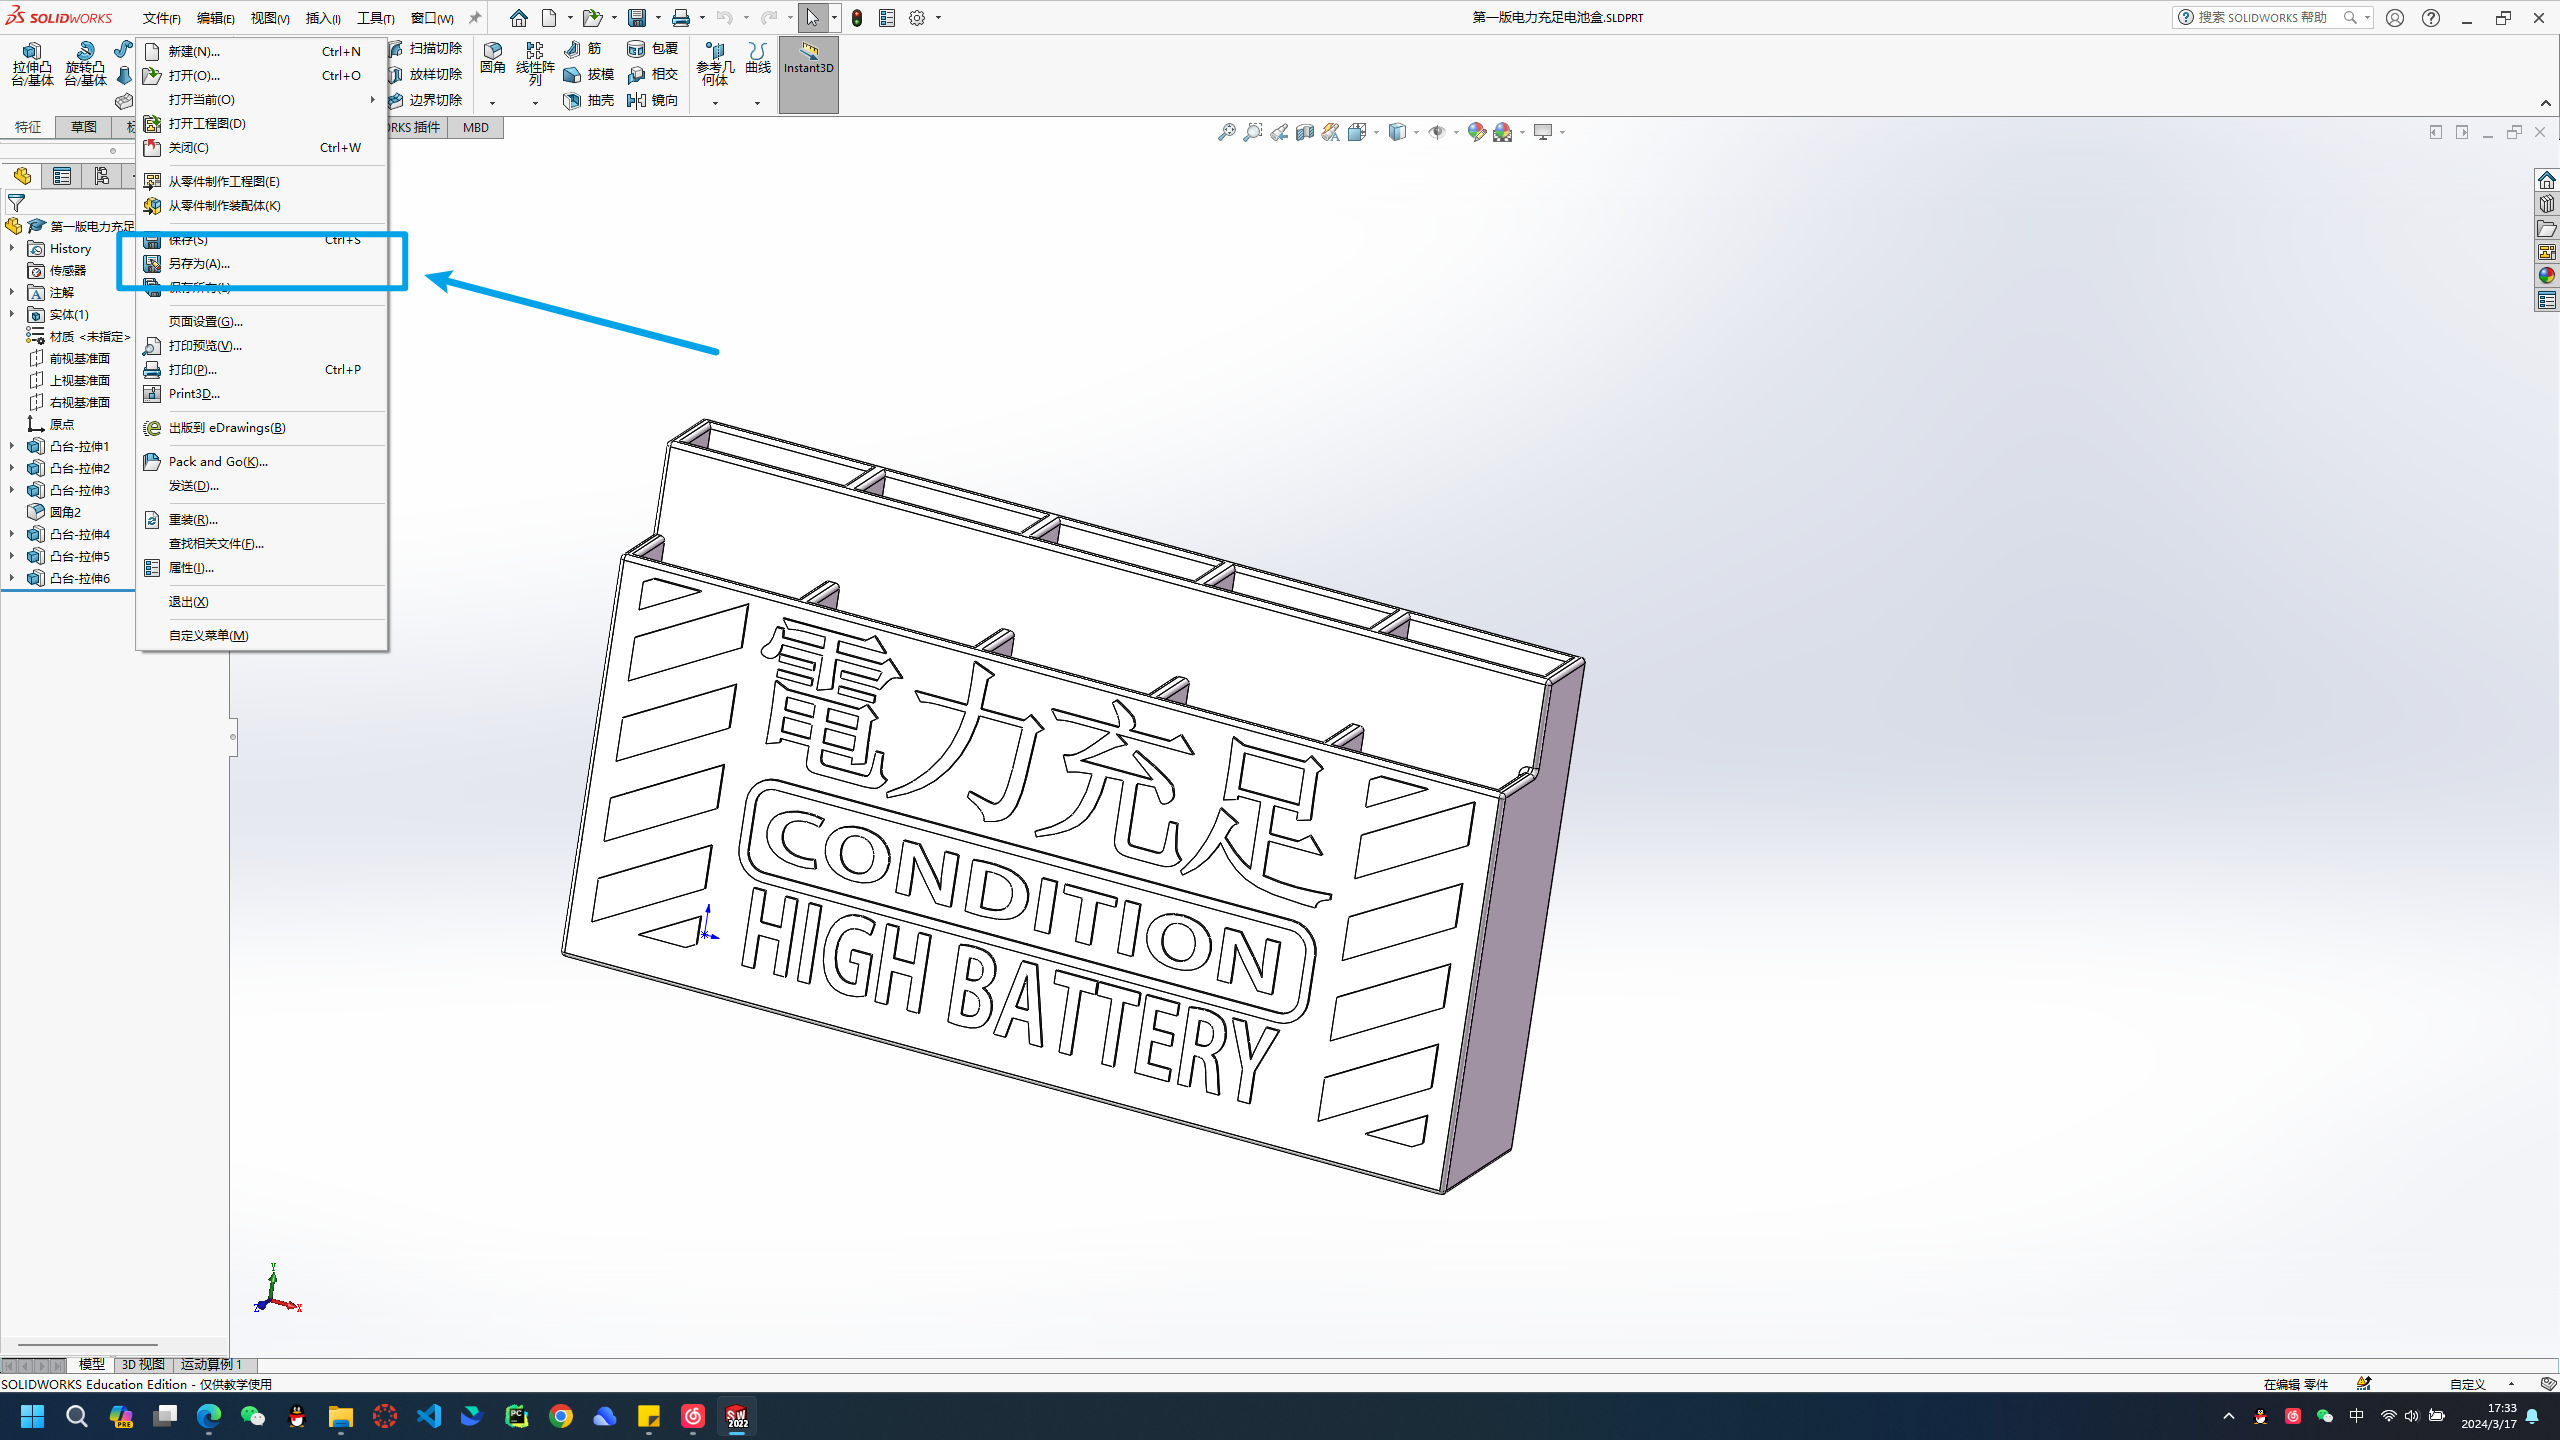 SOLIDWORKS 文件(F) 编辑(E) 视图(V) 插入(I) 工具(T) 窗口(W) 第一版电力充足电池盒.SLDPRT 搜索 SOLIDWORKS 帮助
拉伸凸台/基体 旋转凸台/基体
扫描切除 放样切除 边界切除
圆角 线性阵列
筋 拔模 抽壳
包覆 相交 镜向
参考几何体 曲线 Instant3D
特征 草图 插件 MBD
新建(N)... Ctrl+N
打开(O)... Ctrl+O
打开当前(O)
打开工程图(D)
关闭(C) Ctrl+W
从零件制作工程图(E)
从零件制作装配体(K)
保存(S) Ctrl+S
另存为(A)...
保存所有(L)
页面设置(G)...
打印预览(V)...
打印(P)... Ctrl+P
Print3D...
出版到 eDrawings(B)
Pack and Go(K)...
发送(D)...
重装(R)...
查找相关文件(F)...
属性(I)...
退出(X)
自定义菜单(M)
第一版电力充足
History
传感器
注解
实体(1)
材质 <未指定>
前视基准面
上视基准面
右视基准面
原点
凸台-拉伸1
凸台-拉伸2
凸台-拉伸3
圆角2
凸台-拉伸4
凸台-拉伸5
凸台-拉伸6
電力充足
CONDITION
HIGH BATTERY
Y
Z X
模型 3D 视图 运动算例 1
SOLIDWORKS Education Edition - 仅供教学使用 在编辑 零件 自定义
PRE PC SW 2022 中 17:33
2024/3/17